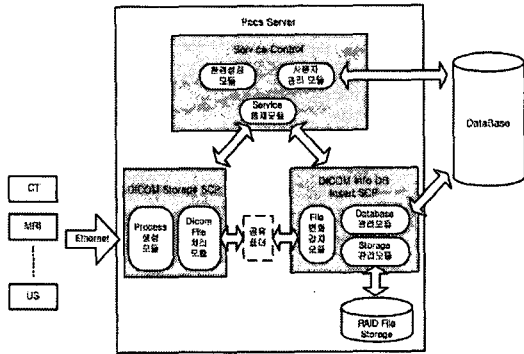 Pacs Server
Service Control
환경설정
모듈
사용자
관리 모듈
Service
통제모듈
DataBase
CT
MRI
US
Ethernet
DICOM Storage SCP
Process
생성모듈
Dicom File
처리
모듈
공유
폴더
DICOM Info DB
Insert SCP
File
변화
감지
모듈
Database
관리모듈
Storage
관리모듈
RAID File
Storage